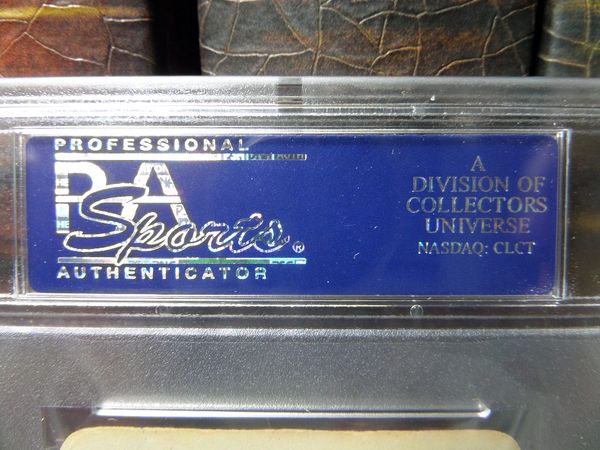 PROFESSIONAL
PSA
Sports®
AUTHENTICATOR
A
DIVISION OF
COLLECTORS
UNIVERSE
NASDAQ: CLCT